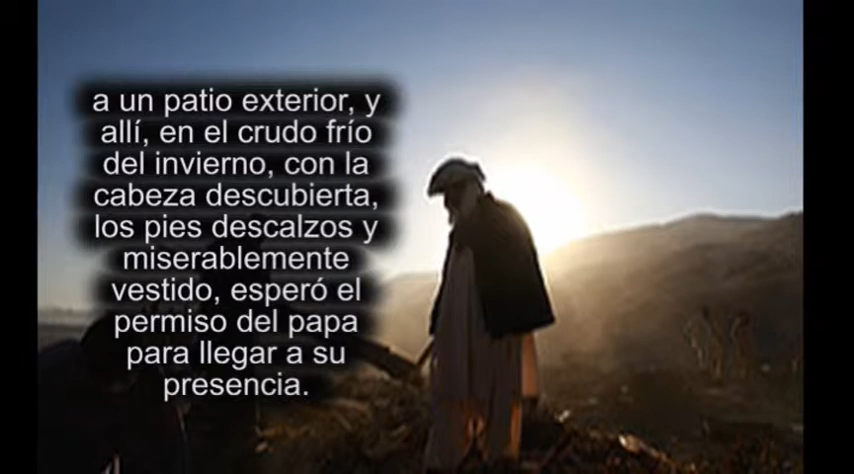 a un patio exterior, y
allí, en el crudo frío
del invierno, con la
cabeza descubierta,
los pies descalzos y
miserablemente
vestido, esperó el
permiso del papa
para llegar a su
presencia.